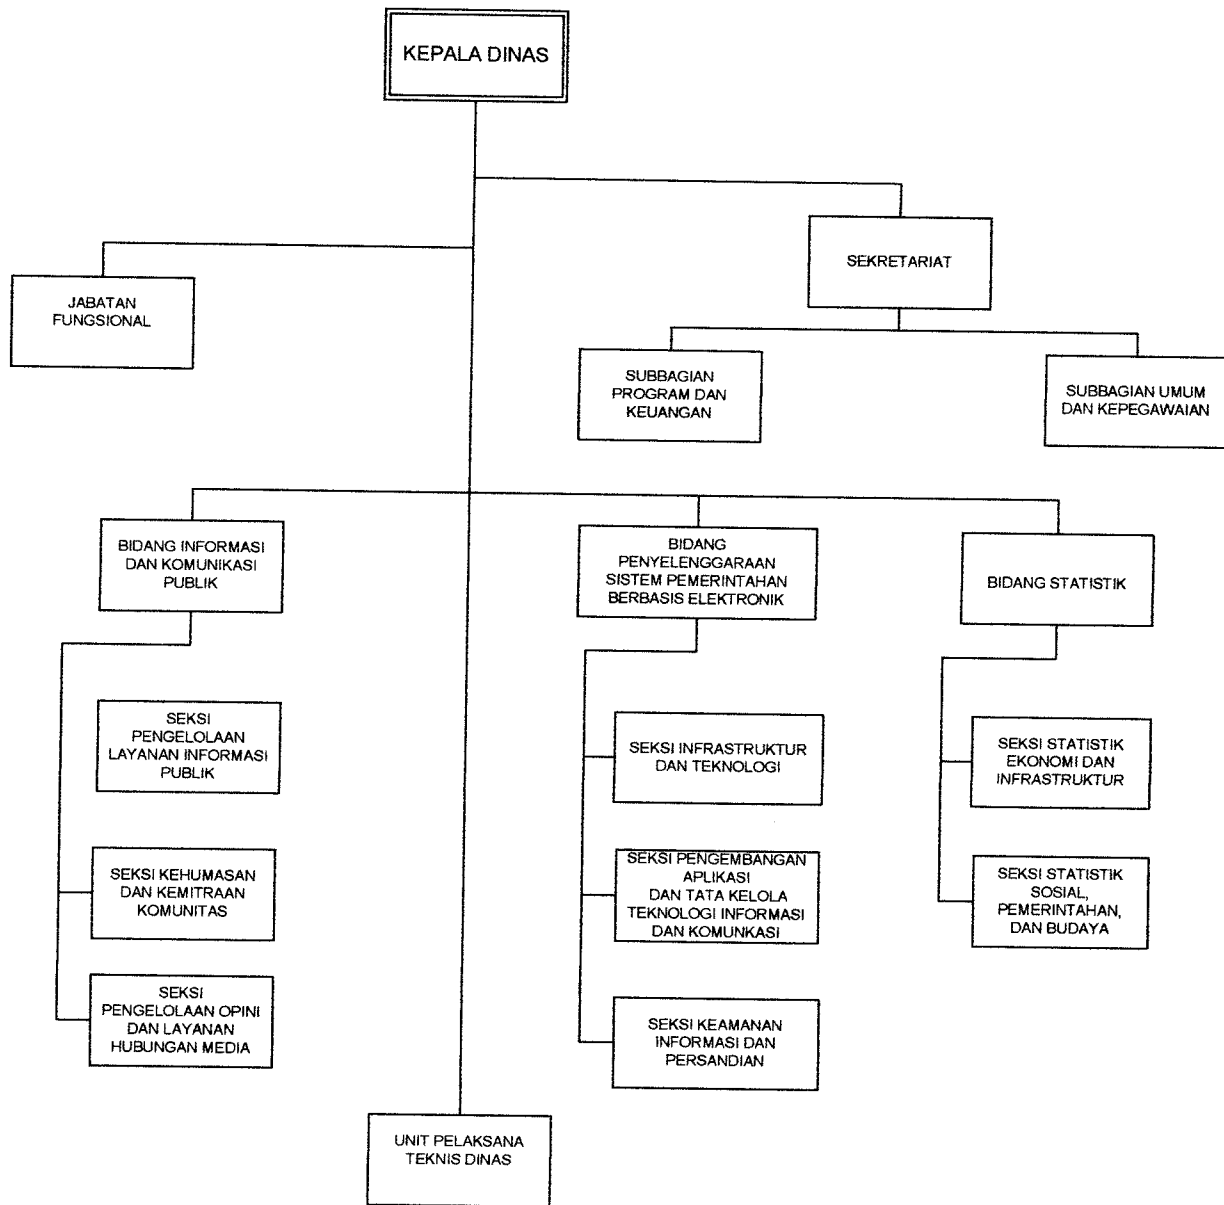 KEPALA DINAS
SEKRETARIAT
JABATAN
FUNGSIONAL
SUBBAGIAN
PROGRAM DAN
KEUANGAN
SUBBAGIAN UMUM
DAN KEPEGAWAIAN
BIDANG INFORMASI
DAN KOMUNIKASI
PUBLIK
BIDANG
PENYELENGGARAAN
SISTEM PEMERINTAHAN
BERBASIS ELEKTRONIK
BIDANG STATISTIK
SEKSI
PENGELOLAAN
LAYANAN INFORMASI
PUBLIK
SEKSI INFRASTRUKTUR
DAN TEKNOLOGI
SEKSI STATISTIK
EKONOMI DAN
INFRASTRUKTUR
SEKSI KEHUMASAN
DAN KEMITRAAN
KOMUNITAS
SEKSI PENGEMBANGAN
APLIKASI
DAN TATA KELOLA
TEKNOLOGI INFORMASI
DAN KOMUNKASI
SEKSI STATISTIK
SOSIAL,
PEMERINTAHAN,
DAN BUDAYA
SEKSI
PENGELOLAAN OPINI
DAN LAYANAN
HUBUNGAN MEDIA
SEKSI KEAMANAN
INFORMASI DAN
PERSANDIAN
UNIT PELAKSANA
TEKNIS DINAS